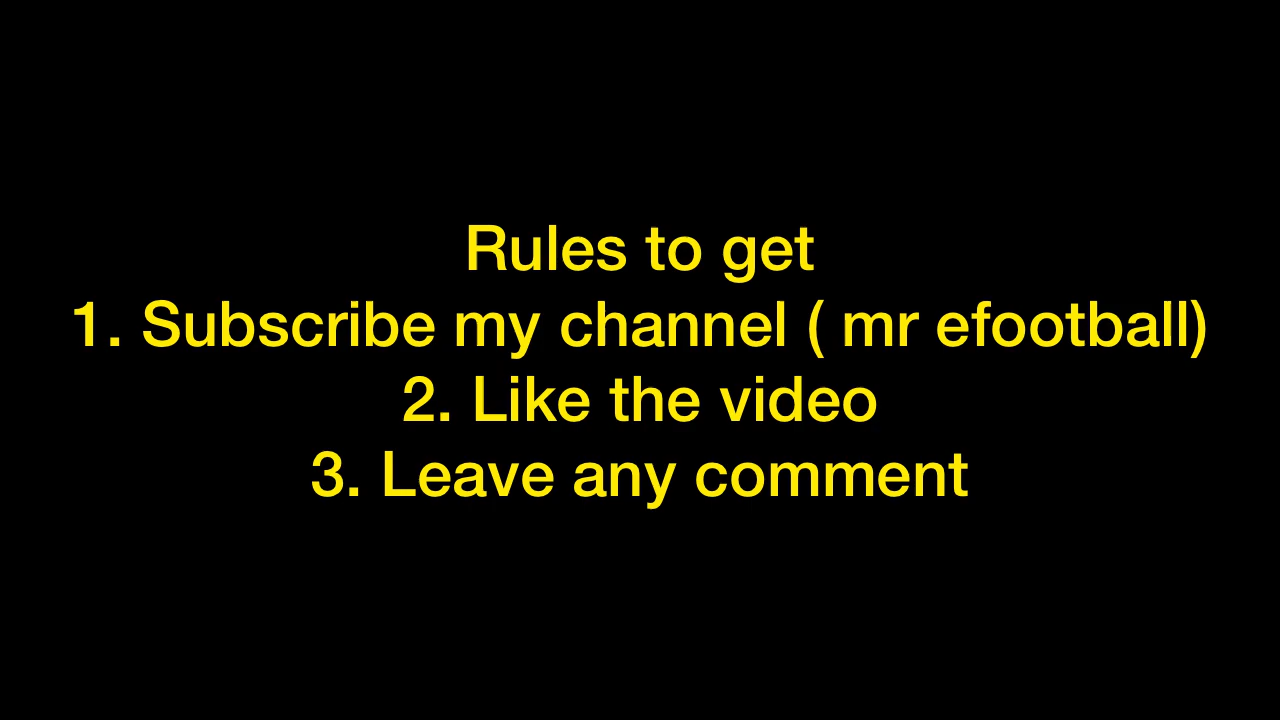 Rules to get
1. Subscribe my channel ( mr efootball)
2. Like the video
3. Leave any comment